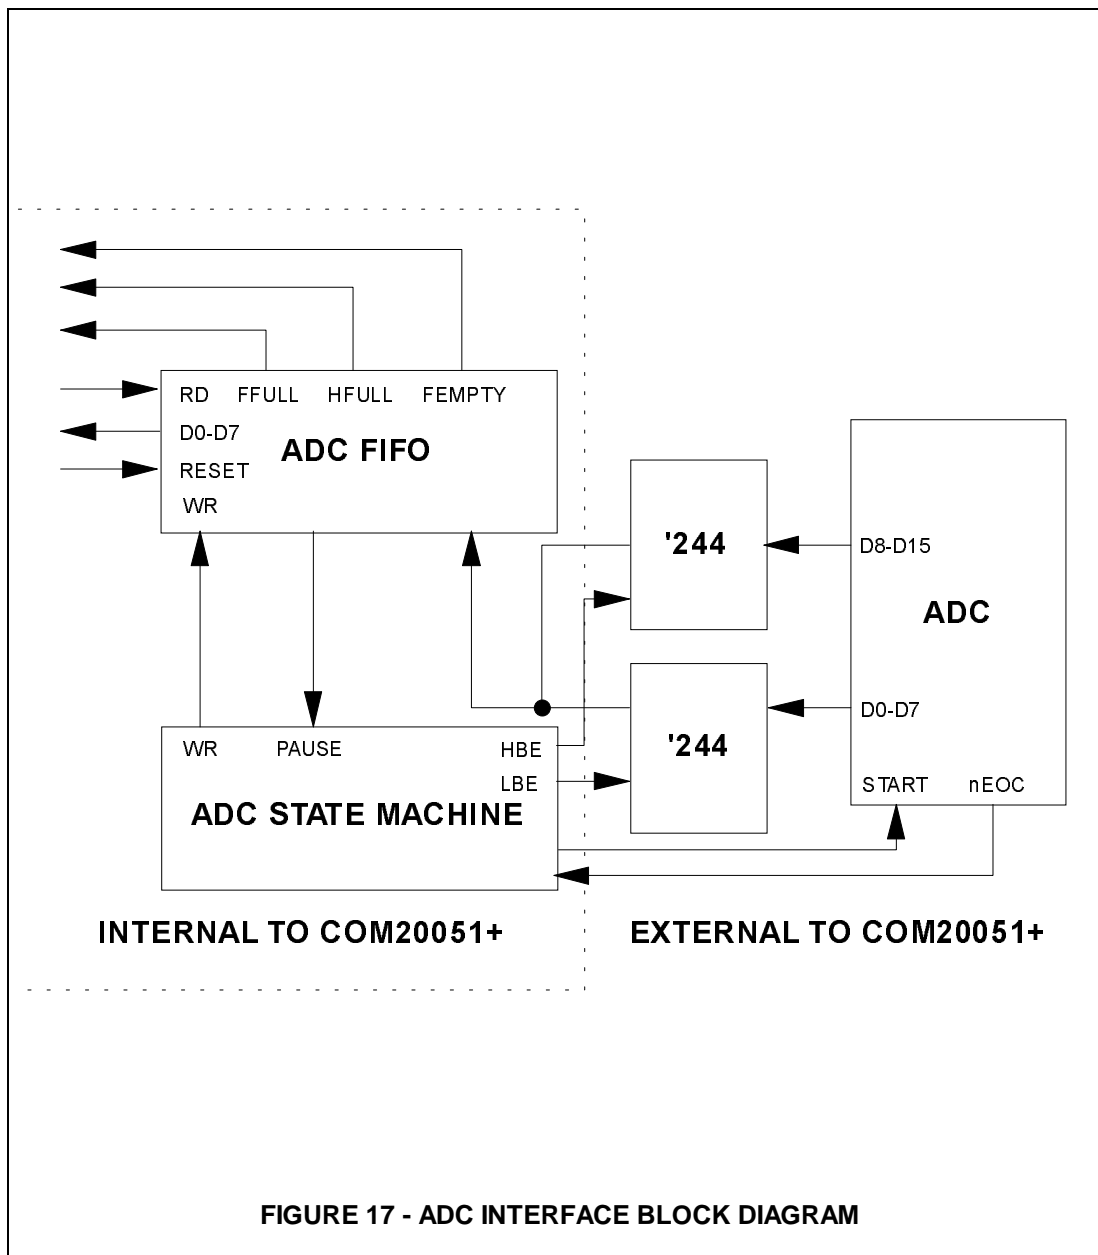 RD FFULL HFULL FEMPTY
D0-D7
ADC FIFO
RESET
WR
'244
D8-D15
ADC
D0-D7
'244
WR PAUSE HBE
LBE
ADC STATE MACHINE
START nEOC
INTERNAL TO COM20051+
EXTERNAL TO COM20051+
FIGURE 17 - ADC INTERFACE BLOCK DIAGRAM